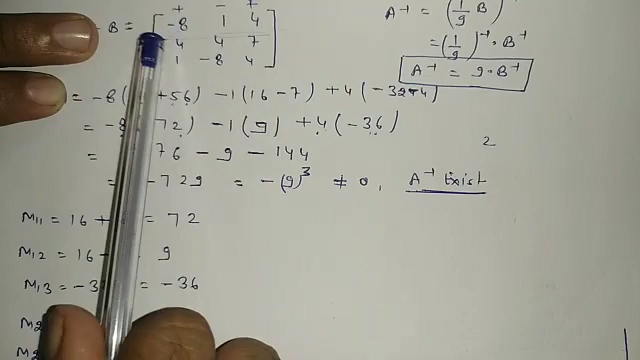 + - +
B = [ -8 1 4
4 4 7
1 -8 4 ]
A⁻¹ = (1/9 B)
= (1/9)⁻¹ · B⁻¹
A⁻¹ = 9·B⁻¹
= -8( +56) -1(16-7) +4(-32-4)
= -8 72) -1(9) +4(-36)
= 76 - 9 - 144
2
= -729 = -(9)³ ≠ 0, A⁻¹ Exist
M11 = 16 + = 72
M12 = 16 - 9
M13 = -3 = -36